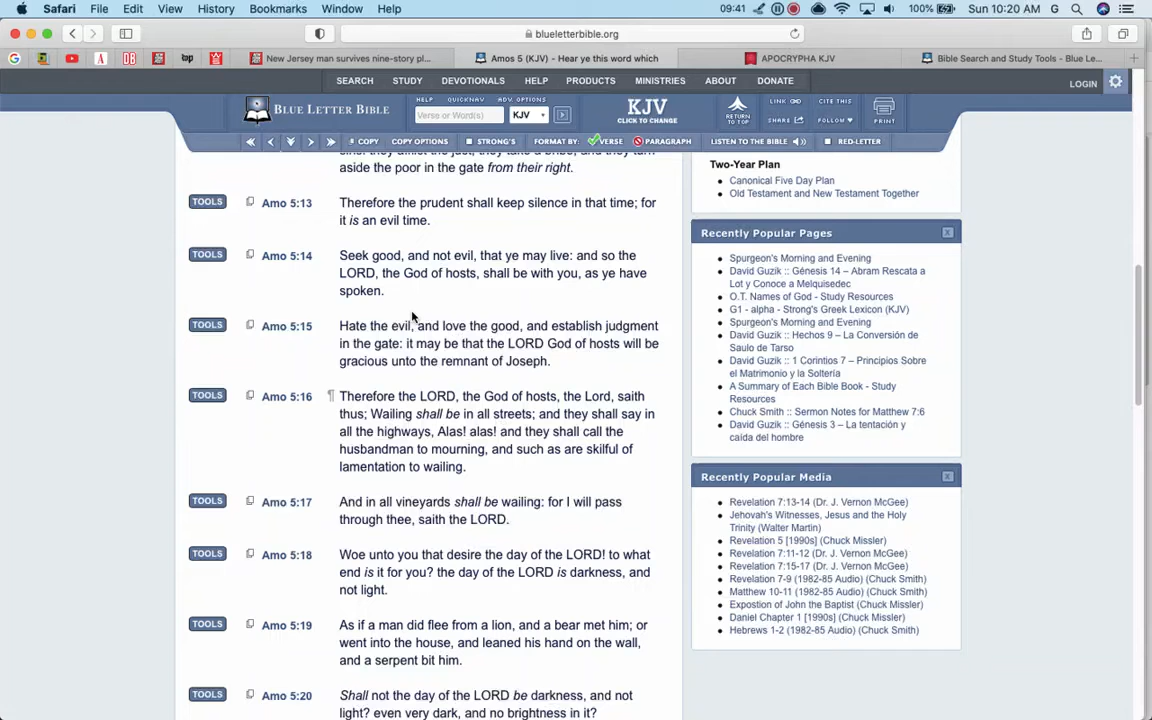 Safari File Edit View History Bookmarks Window Help 09:41 100% Sun 10:20 AM G
blueletterbible.org
New Jersey man survives nine-story pl... Amos 5 (KJV) - Hear ye this word which APOCRYPHA KJV Bible Search and Study Tools - Blue Le...
SEARCH STUDY DEVOTIONALS HELP PRODUCTS MINISTRIES ABOUT DONATE LOGIN
BLUE LETTER BIBLE
HELP QUICKNAV ADV. OPTIONS
Verse or Word(s) KJV
KJV
CLICK TO CHANGE
RETURN
TO TOP
LINK CITE THIS
SHARE FOLLOW
PRINT
COPY COPY OPTIONS STRONG'S FORMAT BY: VERSE PARAGRAPH LISTEN TO THE BIBLE RED-LETTER
aside the poor in the gate from their right.
TOOLS Amo 5:13 Therefore the prudent shall keep silence in that time; for
it is an evil time.
TOOLS Amo 5:14 Seek good, and not evil, that ye may live: and so the
LORD, the God of hosts, shall be with you, as ye have
spoken.
TOOLS Amo 5:15 Hate the evil, and love the good, and establish judgment
in the gate: it may be that the LORD God of hosts will be
gracious unto the remnant of Joseph.
TOOLS Amo 5:16 ¶ Therefore the LORD, the God of hosts, the Lord, saith
thus; Wailing shall be in all streets; and they shall say in
all the highways, Alas! alas! and they shall call the
husbandman to mourning, and such as are skilful of
lamentation to wailing.
TOOLS Amo 5:17 And in all vineyards shall be wailing: for I will pass
through thee, saith the LORD.
TOOLS Amo 5:18 Woe unto you that desire the day of the LORD! to what
end is it for you? the day of the LORD is darkness, and
not light.
TOOLS Amo 5:19 As if a man did flee from a lion, and a bear met him; or
went into the house, and leaned his hand on the wall,
and a serpent bit him.
TOOLS Amo 5:20 Shall not the day of the LORD be darkness, and not
light? even very dark, and no brightness in it?
Two-Year Plan
Canonical Five Day Plan
Old Testament and New Testament Together
Recently Popular Pages
Spurgeon's Morning and Evening
David Guzik :: Génesis 14 – Abram Rescata a
Lot y Conoce a Melquisedec
O.T. Names of God - Study Resources
G1 - alpha - Strong's Greek Lexicon (KJV)
Spurgeon's Morning and Evening
David Guzik :: Hechos 9 – La Conversión de
Saulo de Tarso
David Guzik :: 1 Corintios 7 – Principios Sobre
el Matrimonio y la Soltería
A Summary of Each Bible Book - Study
Resources
Chuck Smith :: Sermon Notes for Matthew 7:6
David Guzik :: Génesis 3 – La tentación y
caída del hombre
Recently Popular Media
Revelation 7:13-14 (Dr. J. Vernon McGee)
Jehovah's Witnesses, Jesus and the Holy
Trinity (Walter Martin)
Revelation 5 [1990s] (Chuck Missler)
Revelation 7:11-12 (Dr. J. Vernon McGee)
Revelation 7:15-17 (Dr. J. Vernon McGee)
Revelation 7-9 (1982-85 Audio) (Chuck Smith)
Matthew 10-11 (1982-85 Audio) (Chuck Smith)
Expostion of John the Baptist (Chuck Missler)
Daniel Chapter 1 [1990s] (Chuck Missler)
Hebrews 1-2 (1982-85 Audio) (Chuck Smith)